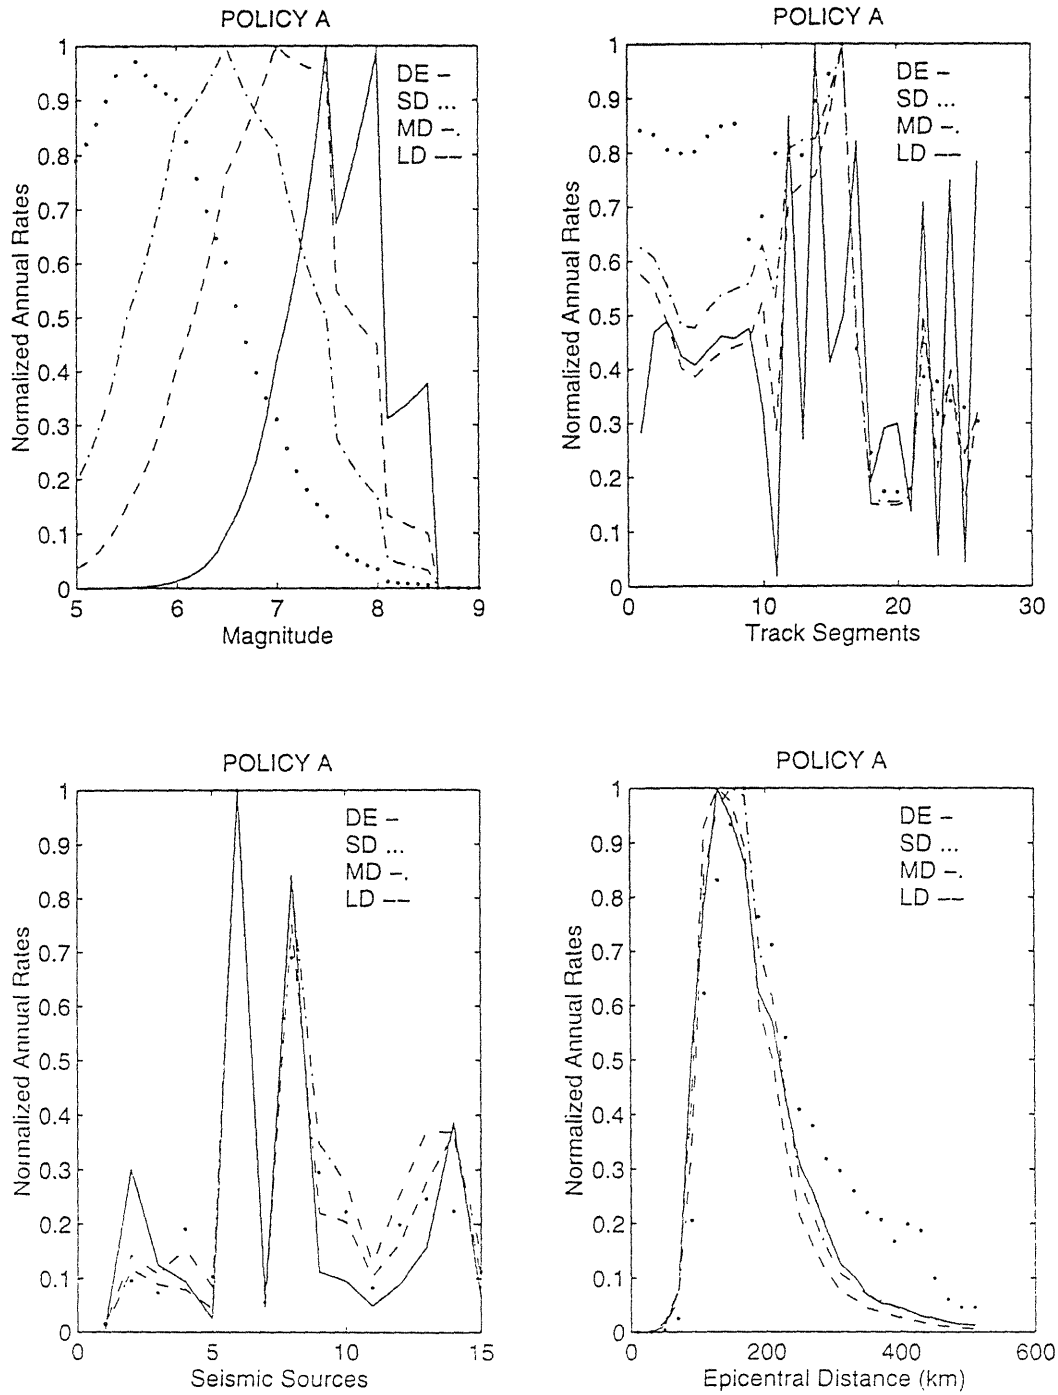 POLICY A
DE –
SD ...
MD –.
LD ––
Normalized Annual Rates
1
0.9
0.8
0.7
0.6
0.5
0.4
0.3
0.2
0.1
0
5
6
7
8
9
Magnitude
POLICY A
DE –
SD ...
MD –.
LD ––
Normalized Annual Rates
1
0.9
0.8
0.7
0.6
0.5
0.4
0.3
0.2
0.1
0
0
10
20
30
Track Segments
POLICY A
DE –
SD ...
MD –.
LD ––
Normalized Annual Rates
1
0.9
0.8
0.7
0.6
0.5
0.4
0.3
0.2
0.1
0
0
5
10
15
Seismic Sources
POLICY A
DE –
SD ...
MD –.
LD ––
Normalized Annual Rates
1
0.9
0.8
0.7
0.6
0.5
0.4
0.3
0.2
0.1
0
0
200
400
600
Epicentral Distance (km)